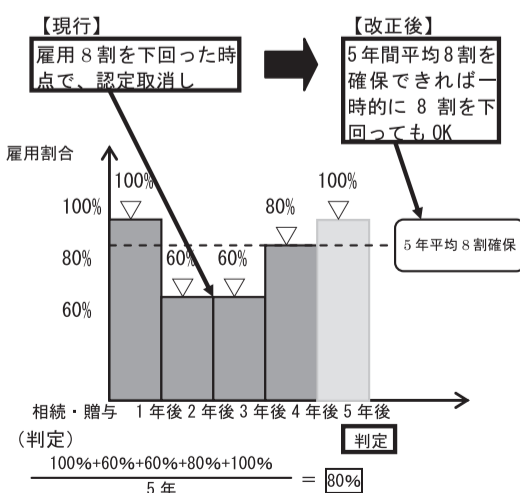 【現行】
雇用８割を下回った時
点で、認定取消し
【改正後】
５年間平均８割を
確保できれば一
時的に８割を下
回ってもOK
雇用割合
100%
80%
60%
100%
60%
60%
80%
100%
５年平均８割確保
相続・贈与 １年後 ２年後 ３年後 ４年後 ５年後
（判定）
判定
100%+60%+60%+80%+100%
５年
= 80%